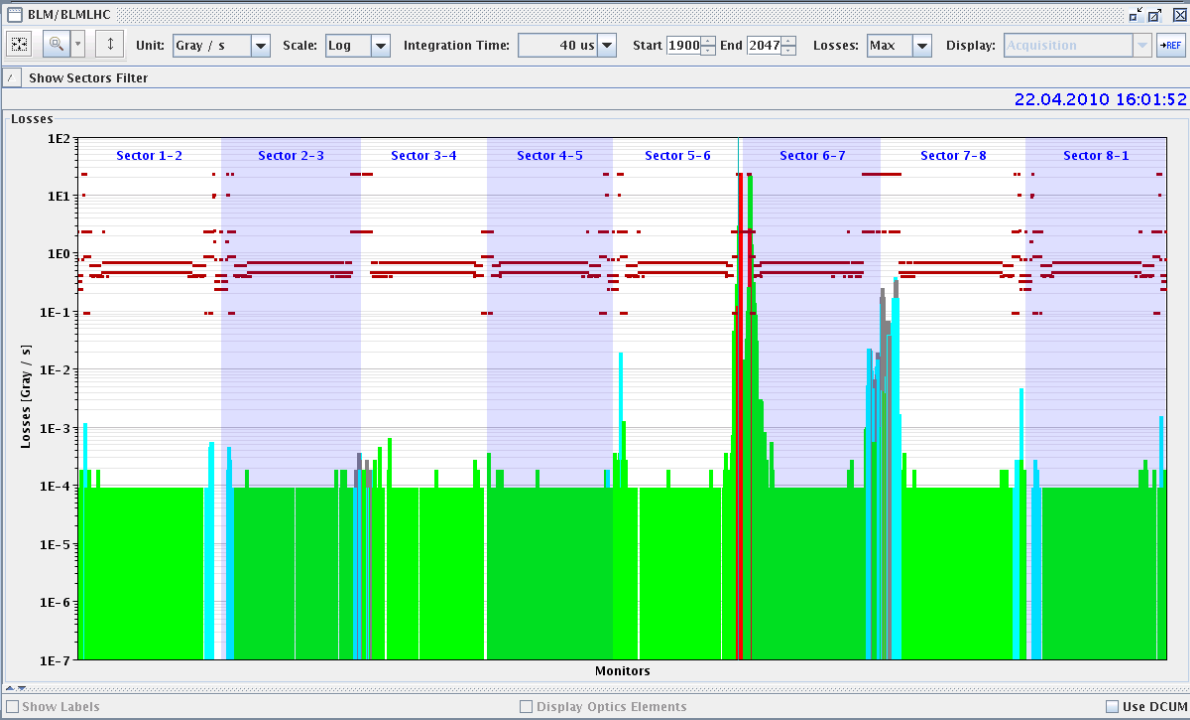 BLM/BLMLHC
Unit: Gray / s Scale: Log Integration Time: 40 us Start 1900 End 2047 Losses: Max Display: Acquisition →REF
Show Sectors Filter
22.04.2010 16:01:52
Losses
1E2
Sector 1-2 Sector 2-3 Sector 3-4 Sector 4-5 Sector 5-6 Sector 6-7 Sector 7-8 Sector 8-1
1E1
1E0
1E-1
1E-2
1E-3
1E-4
1E-5
1E-6
1E-7
Losses [Gray / s]
Monitors
Show Labels Display Optics Elements Use DCUM